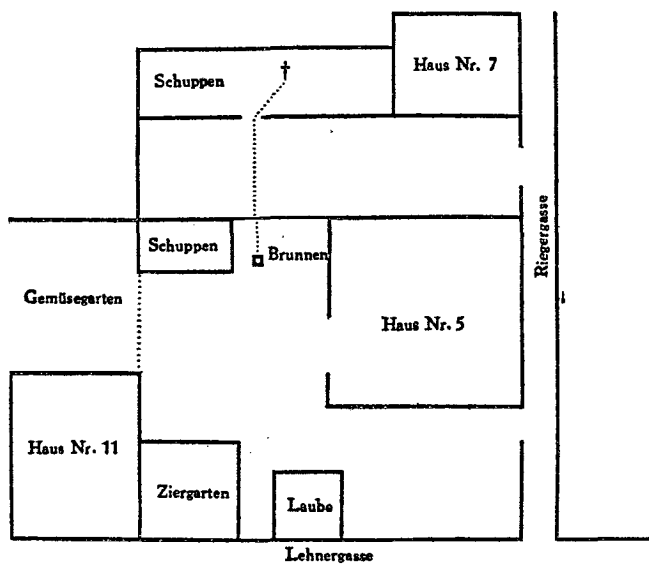 Haus Nr. 7
Schuppen
Riegergasse
Schuppen
Brunnen
Gemüsegarten
Haus Nr. 5
Haus Nr. 11
Ziergarten
Laube
Lehnergasse